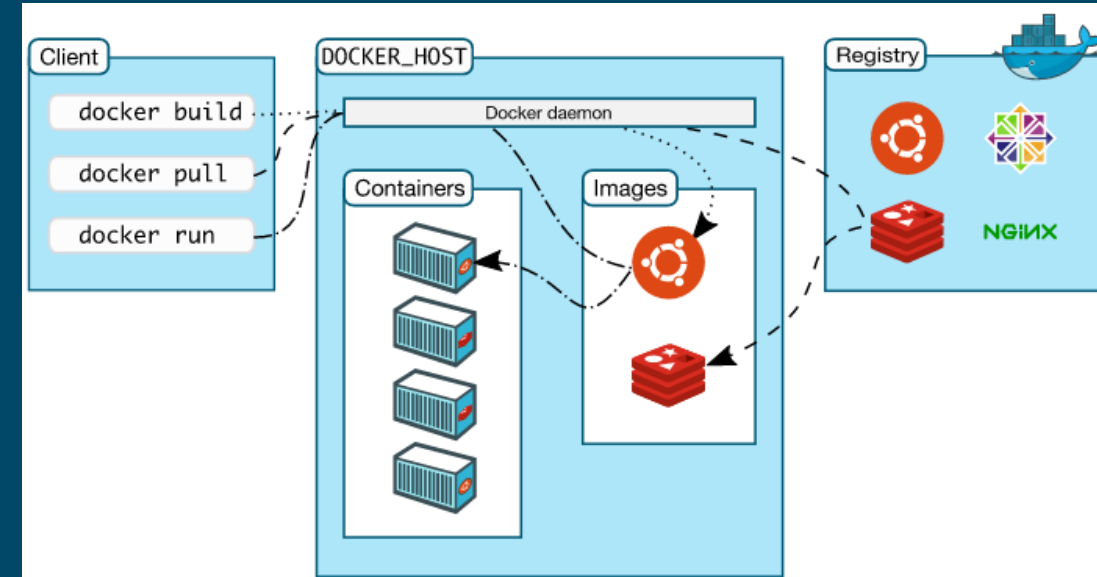 Client
docker build
docker pull
docker run
DOCKER_HOST
Docker daemon
Containers
Images
Registry
NGiNX